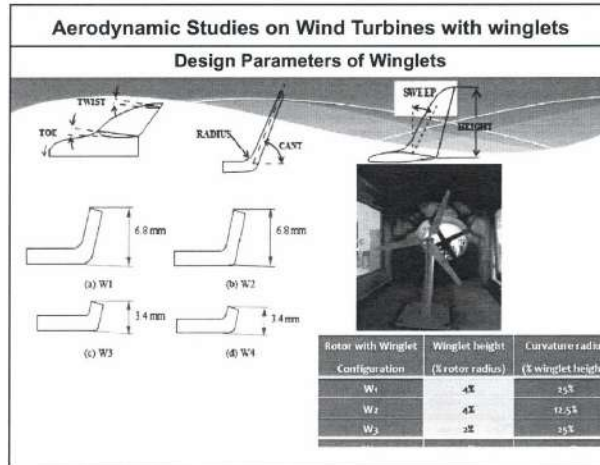 Aerodynamic Studies on Wind Turbines with winglets
Design Parameters of Winglets
TWIST
TOE
RADIUS
CANT
SWEEP
HEIGHT
6.8 mm
6.8 mm
(a) W1
(b) W2
3.4 mm
3.4 mm
(c) W3
(d) W4
Rotor with Winglet Configuration
Winglet height (% rotor radius)
Curvature radiu (% winglet heigh
W1 4% 25%
W2 4% 12.5%
W3 2% 25%